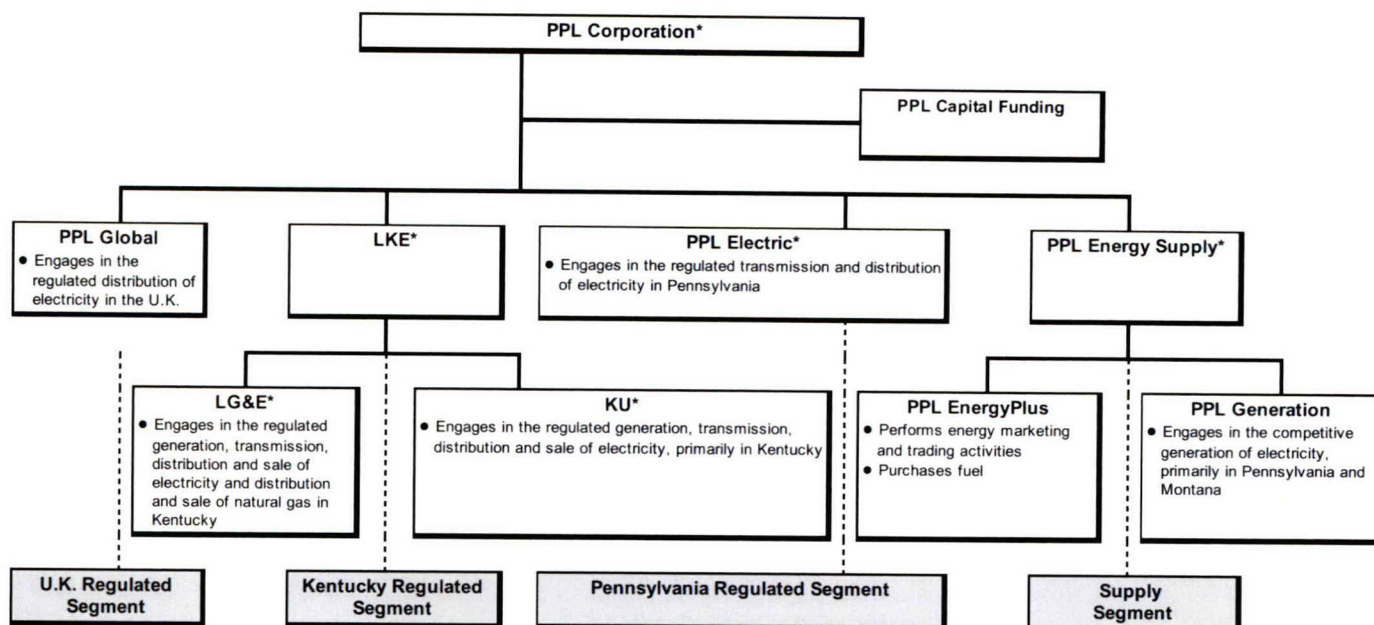 PPL Corporation*
PPL Capital Funding
PPL Global
● Engages in the
regulated distribution of
electricity in the U.K.
LKE*
PPL Electric*
● Engages in the regulated transmission and distribution
of electricity in Pennsylvania
PPL Energy Supply*
LG&E*
● Engages in the regulated
generation, transmission,
distribution and sale of
electricity and distribution
and sale of natural gas in
Kentucky
KU*
● Engages in the regulated generation, transmission,
distribution and sale of electricity, primarily in Kentucky
PPL EnergyPlus
● Performs energy marketing
and trading activities
● Purchases fuel
PPL Generation
● Engages in the competitive
generation of electricity,
primarily in Pennsylvania and
Montana
U.K. Regulated
Segment
Kentucky Regulated
Segment
Pennsylvania Regulated Segment
Supply
Segment